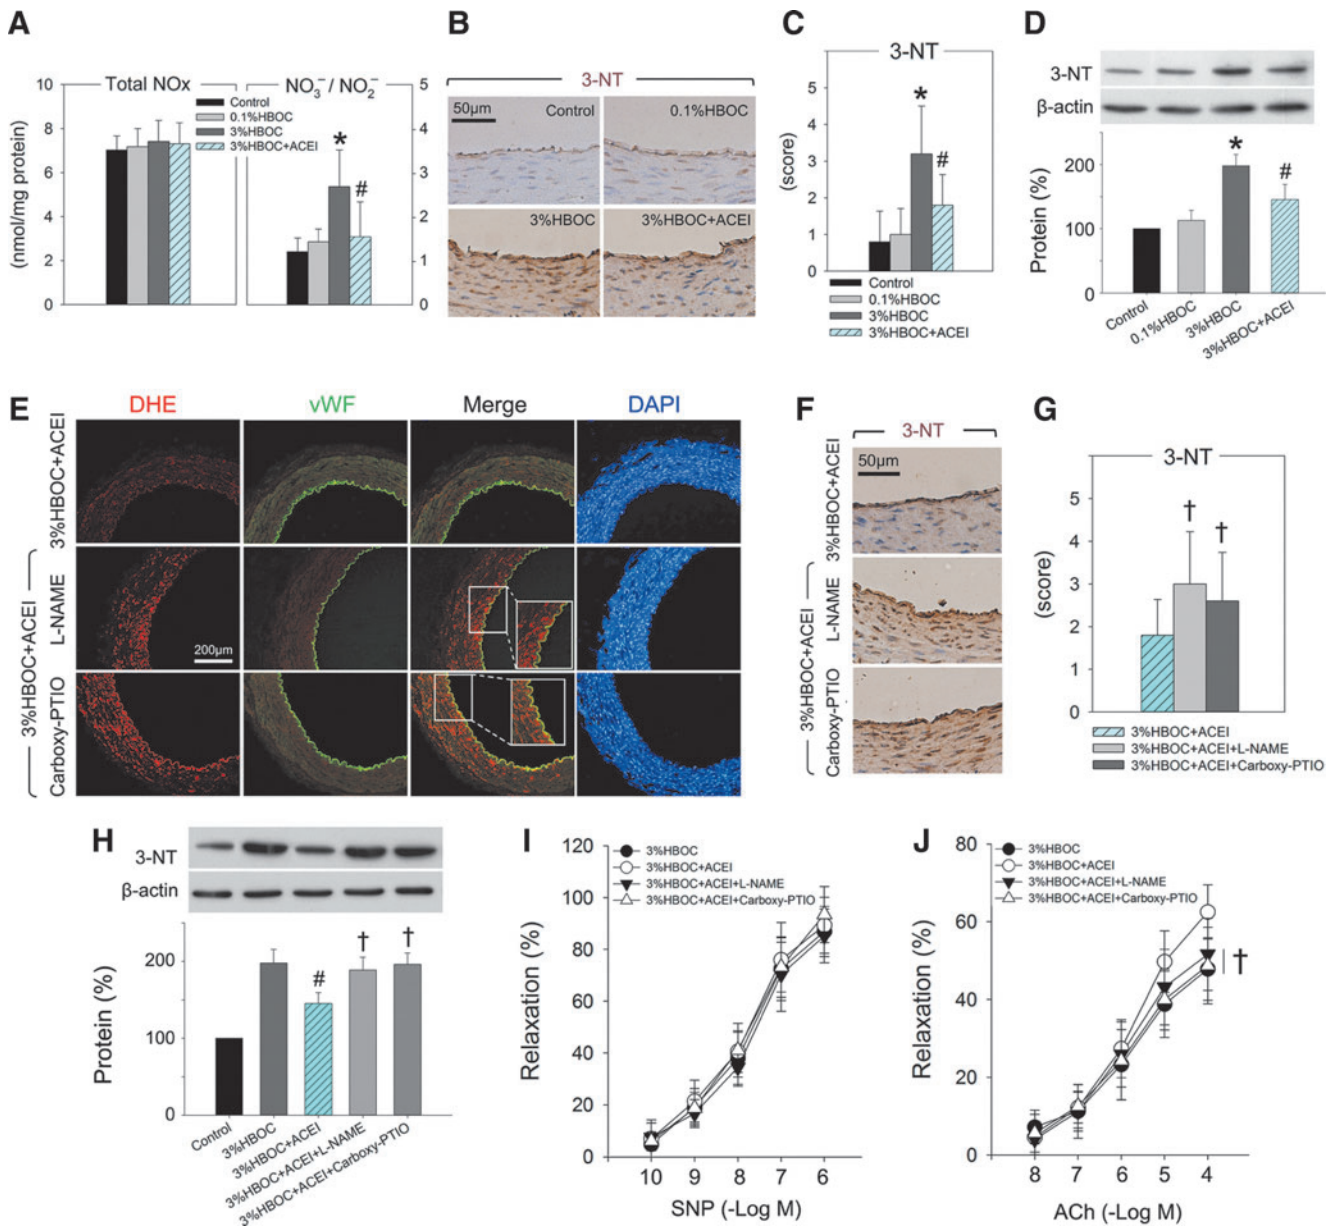 A
Total NOx
NO3⁻ / NO2⁻
(nmol/mg protein)
10
8
6
4
2
0
5
4
3
2
1
0
Control
0.1%HBOC
3%HBOC
3%HBOC+ACEI
*
#
B
3-NT
50μm
Control
0.1%HBOC
3%HBOC
3%HBOC+ACEI
C
3-NT
(score)
5
4
3
2
1
0
*
#
Control
0.1%HBOC
3%HBOC
3%HBOC+ACEI
D
3-NT
β-actin
Protein (%)
200
100
0
*
#
Control
0.1%HBOC
3%HBOC
3%HBOC+ACEI
E
DHE
vWF
Merge
DAPI
3%HBOC+ACEI
3%HBOC+ACEI
L-NAME
Carboxy-PTIO
200μm
F
3-NT
50μm
3%HBOC+ACEI
3%HBOC+ACEI
L-NAME
Carboxy-PTIO
G
3-NT
(score)
5
4
3
2
1
0
†
†
3%HBOC+ACEI
3%HBOC+ACEI+L-NAME
3%HBOC+ACEI+Carboxy-PTIO
H
3-NT
β-actin
Protein (%)
200
100
0
#
†
†
Control
3%HBOC
3%HBOC+ACEI
3%HBOC+ACEI+L-NAME
3%HBOC+ACEI+Carboxy-PTIO
I
Relaxation (%)
120
100
80
60
40
20
0
3%HBOC
3%HBOC+ACEI
3%HBOC+ACEI+L-NAME
3%HBOC+ACEI+Carboxy-PTIO
10 9 8 7 6
SNP (-Log M)
J
Relaxation (%)
80
60
40
20
0
3%HBOC
3%HBOC+ACEI
3%HBOC+ACEI+L-NAME
3%HBOC+ACEI+Carboxy-PTIO
†
8 7 6 5 4
ACh (-Log M)